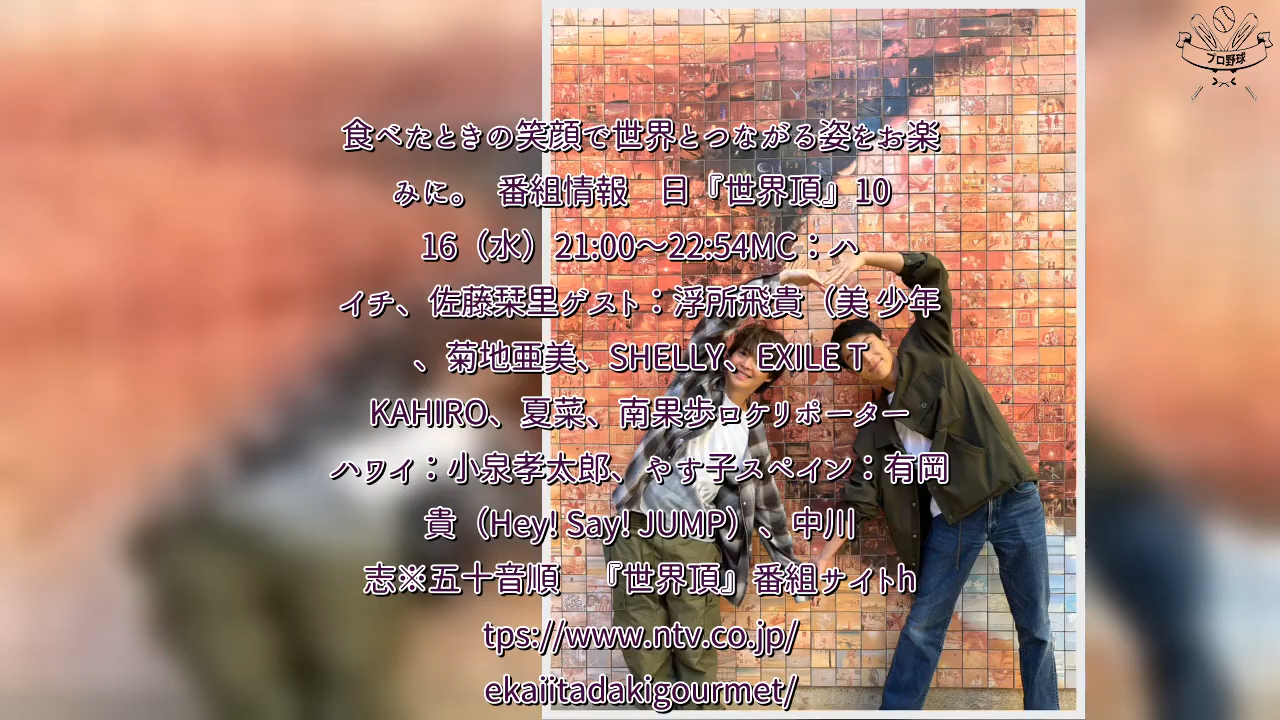 プロ野球
食べたときの笑顔で世界とつながる姿をお楽
みに。　番組情報　日『世界頂』10
16（水）21:00〜22:54MC：ハ
イチ、佐藤栞里ゲスト：浮所飛貴（美 少年
、菊地亜美、SHELLY、EXILE T
KAHIRO、夏菜、南果歩ロケリポーター
ハワイ：小泉孝太郎、やす子スペイン：有岡
貴（Hey! Say! JUMP）、中川
志※五十音順　『世界頂』番組サイトh
tps://www.ntv.co.jp/
ekaiitadakigourmet/